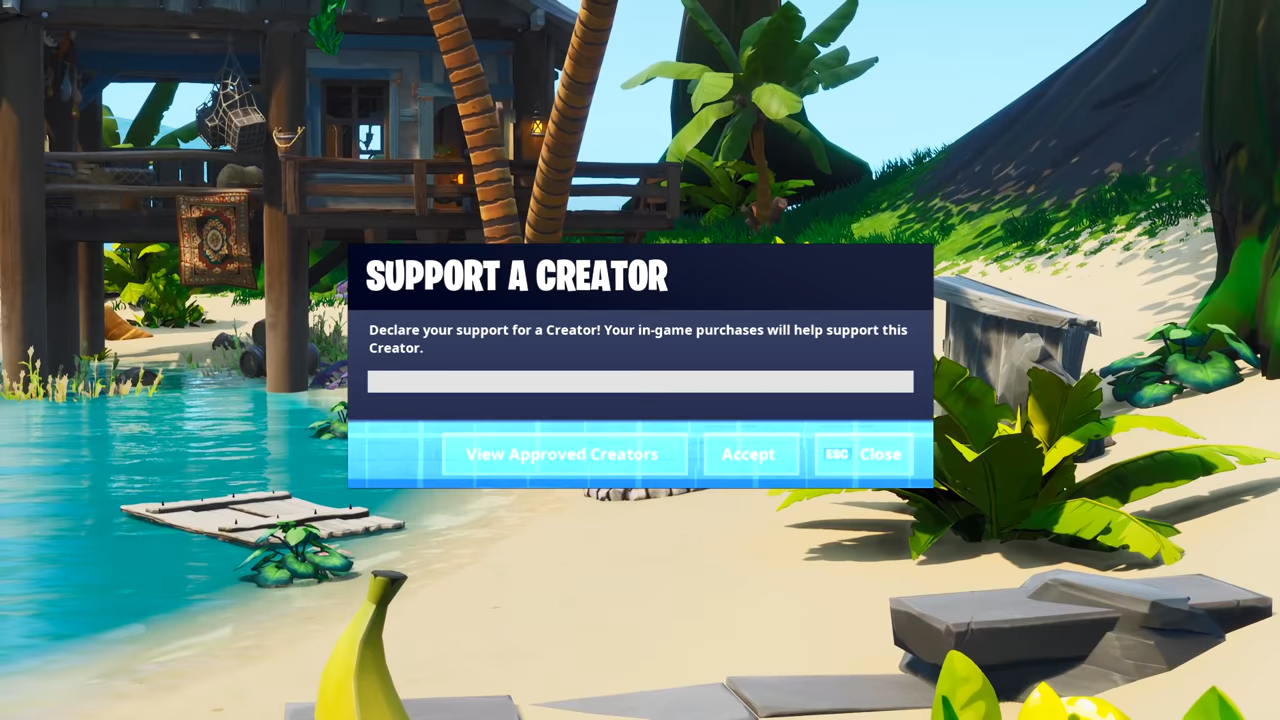 SUPPORT A CREATOR
Declare your support for a Creator! Your in-game purchases will help support this
Creator.
View Approved Creators
Accept
ESC Close